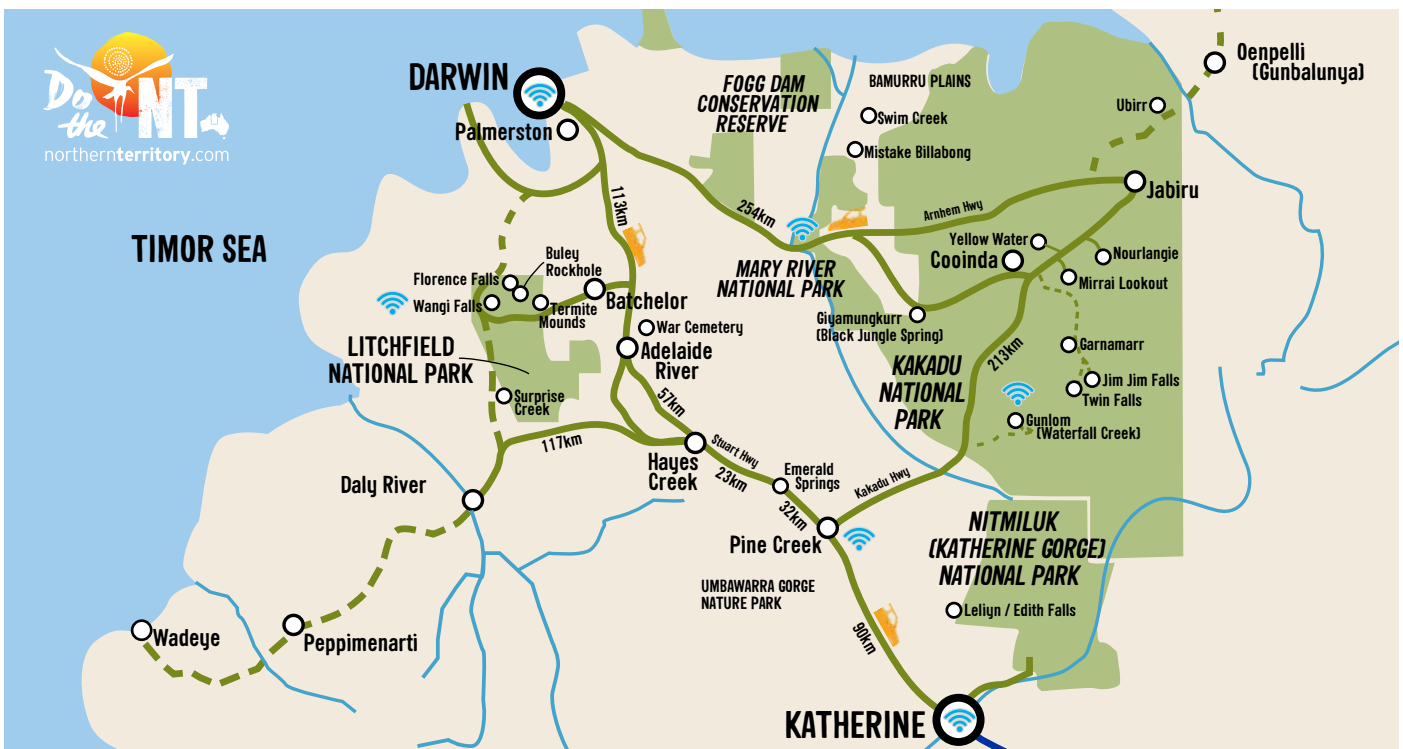 Do
the NT
northernterritory.com
TIMOR SEA
DARWIN
Palmerston
FOGG DAM
CONSERVATION
RESERVE
BAMURRU PLAINS
Swim Creek
Mistake Billabong
Oenpelli
(Gunbalunya)
Ubirr
Jabiru
113km
254km
Arnhem Hwy
MARY RIVER
NATIONAL PARK
Yellow Water
Cooinda
Nourlangie
Mirrai Lookout
Buley
Rockhole
Florence Falls
Wangi Falls
Termite
Mounds
Batchelor
War Cemetery
Adelaide
River
LITCHFIELD
NATIONAL PARK
Surprise
Creek
Giyamungkurr
(Black Jungle Spring)
KAKADU
NATIONAL
PARK
213km
Garnamarr
Jim Jim Falls
Twin Falls
Gunlom
(Waterfall Creek)
57km
117km
Hayes
Creek
Stuart Hwy
23km
Emerald
Springs
32km
Kakadu Hwy
Daly River
Pine Creek
UMBAWARRA GORGE
NATURE PARK
NITMILUK
(KATHERINE GORGE)
NATIONAL PARK
Leliyn / Edith Falls
90km
Wadeye
Peppimenarti
KATHERINE